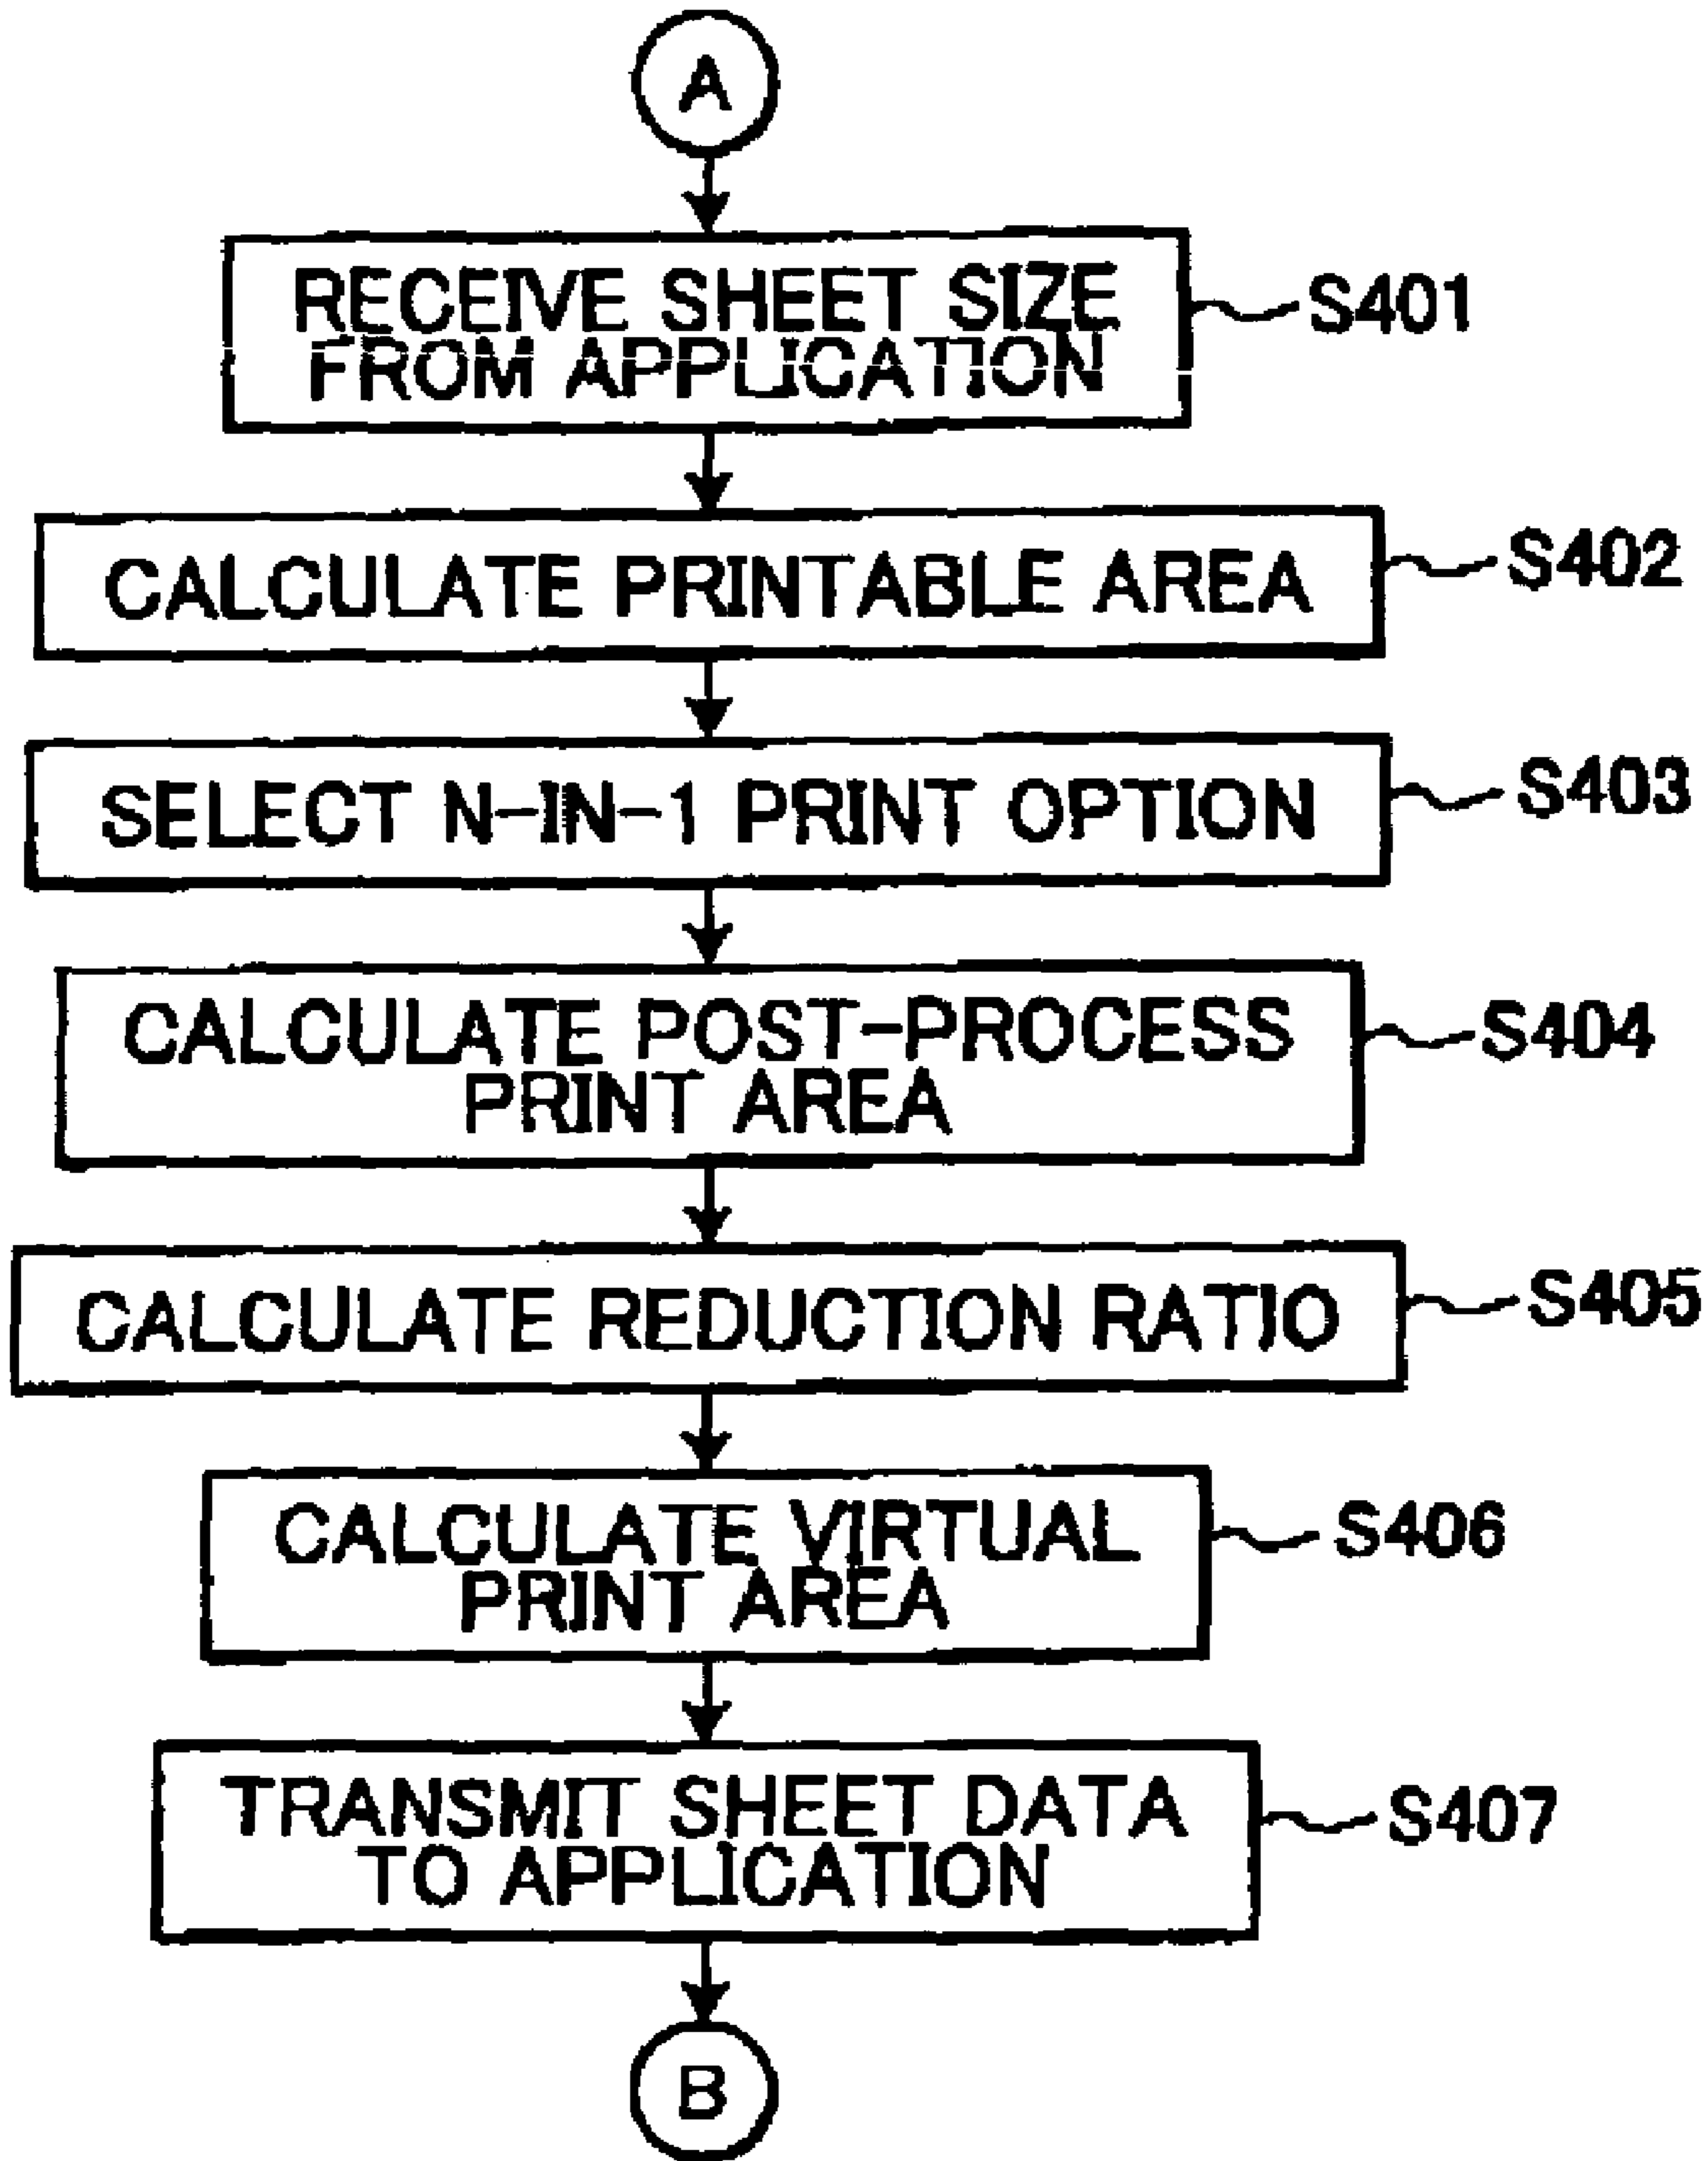 A
RECEIVE SHEET SIZE
FROM APPLICATION
S401
CALCULATE PRINTABLE AREA
S402
SELECT N-IN-1 PRINT OPTION
S403
CALCULATE POST-PROCESS
PRINT AREA
S404
CALCULATE REDUCTION RATIO
S405
CALCULATE VIRTUAL
PRINT AREA
S406
TRANSMIT SHEET DATA
TO APPLICATION
S407
B